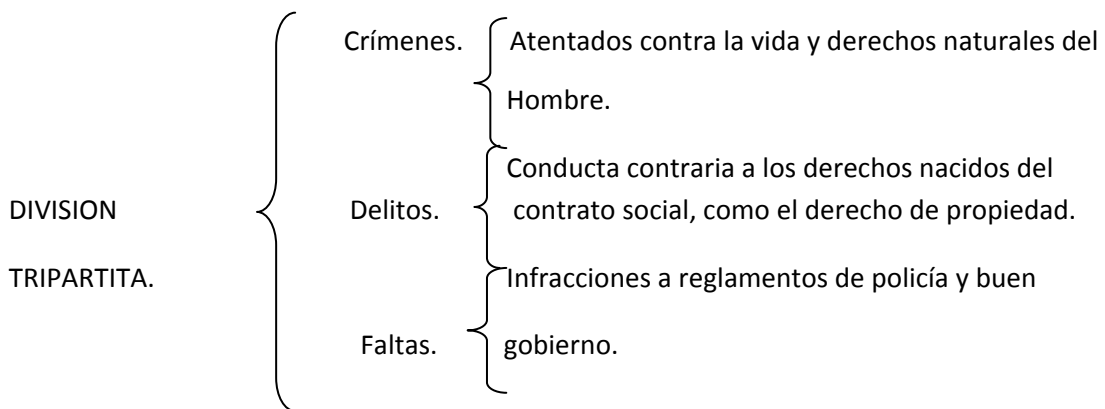 Crímenes. Atentados contra la vida y derechos naturales del
Hombre.
Conducta contraria a los derechos nacidos del
DIVISION Delitos. contrato social, como el derecho de propiedad.
TRIPARTITA. Infracciones a reglamentos de policía y buen
Faltas. gobierno.